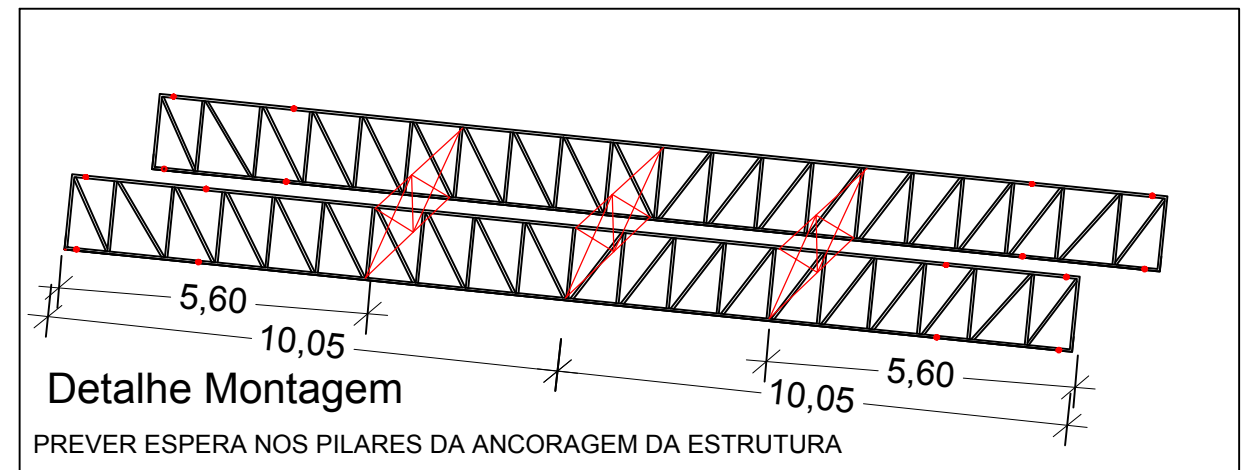 5,60
10,05
5,60
10,05
Detalhe Montagem
PREVER ESPERA NOS PILARES DA ANCORAGEM DA ESTRUTURA